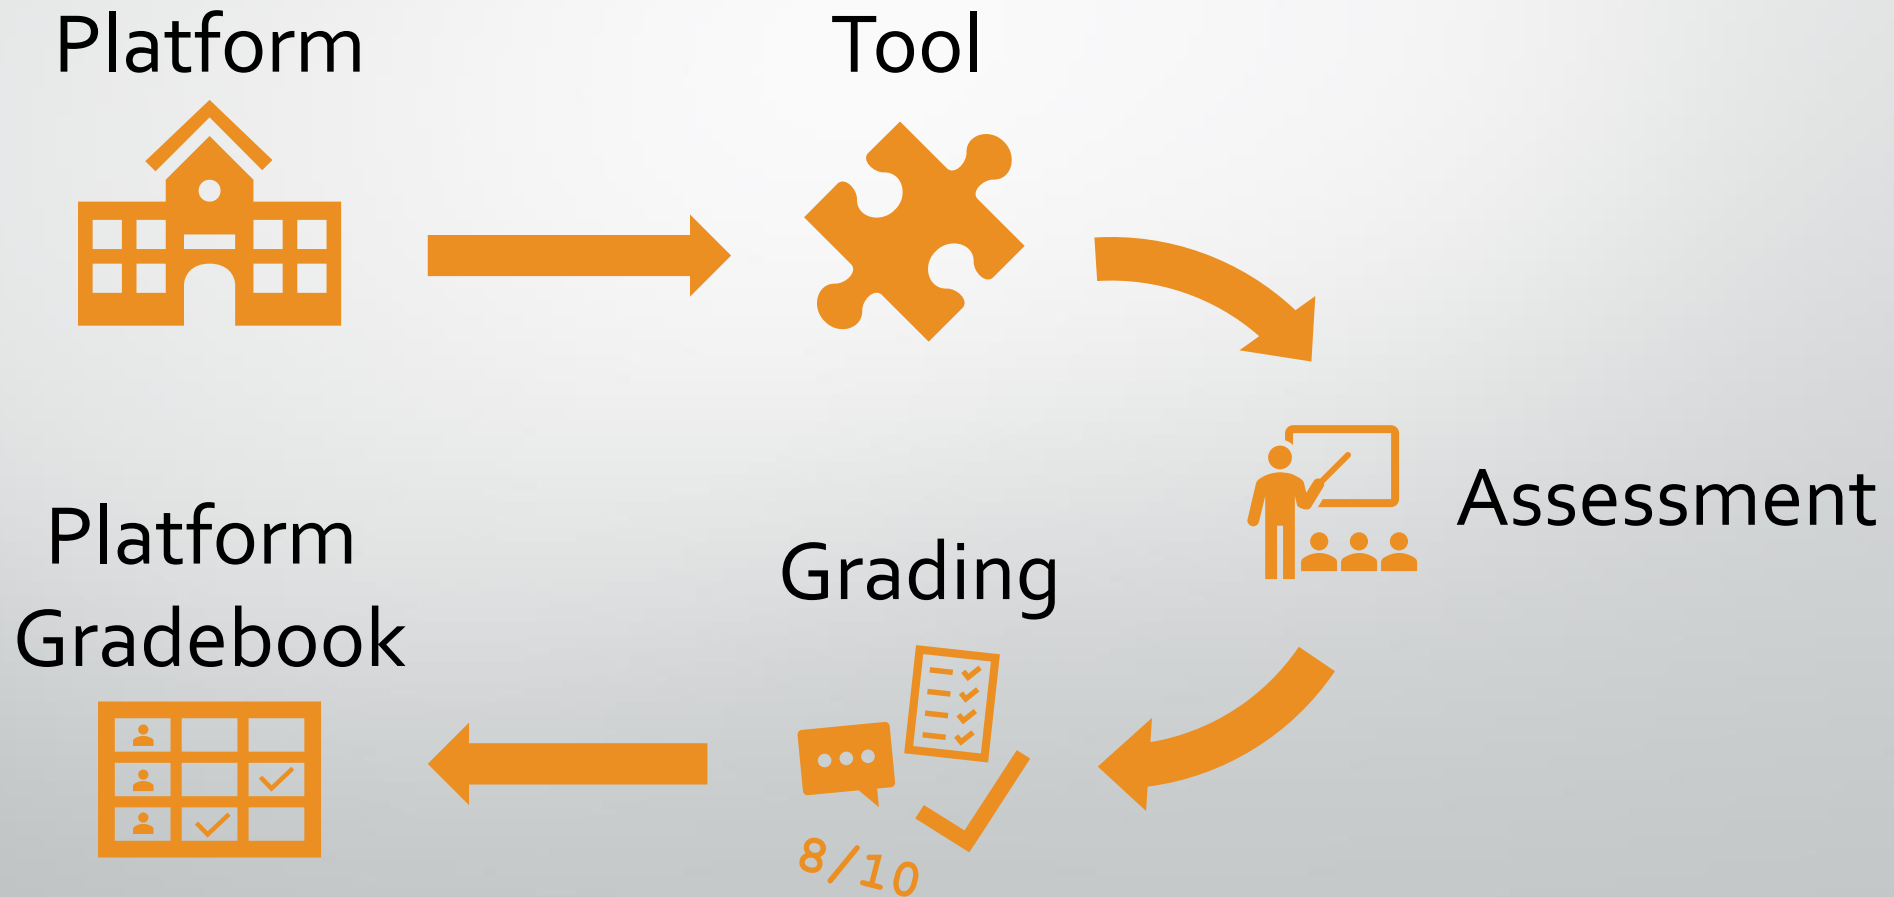 Platform
Tool
Assessment
Grading
8/10
Platform
Gradebook